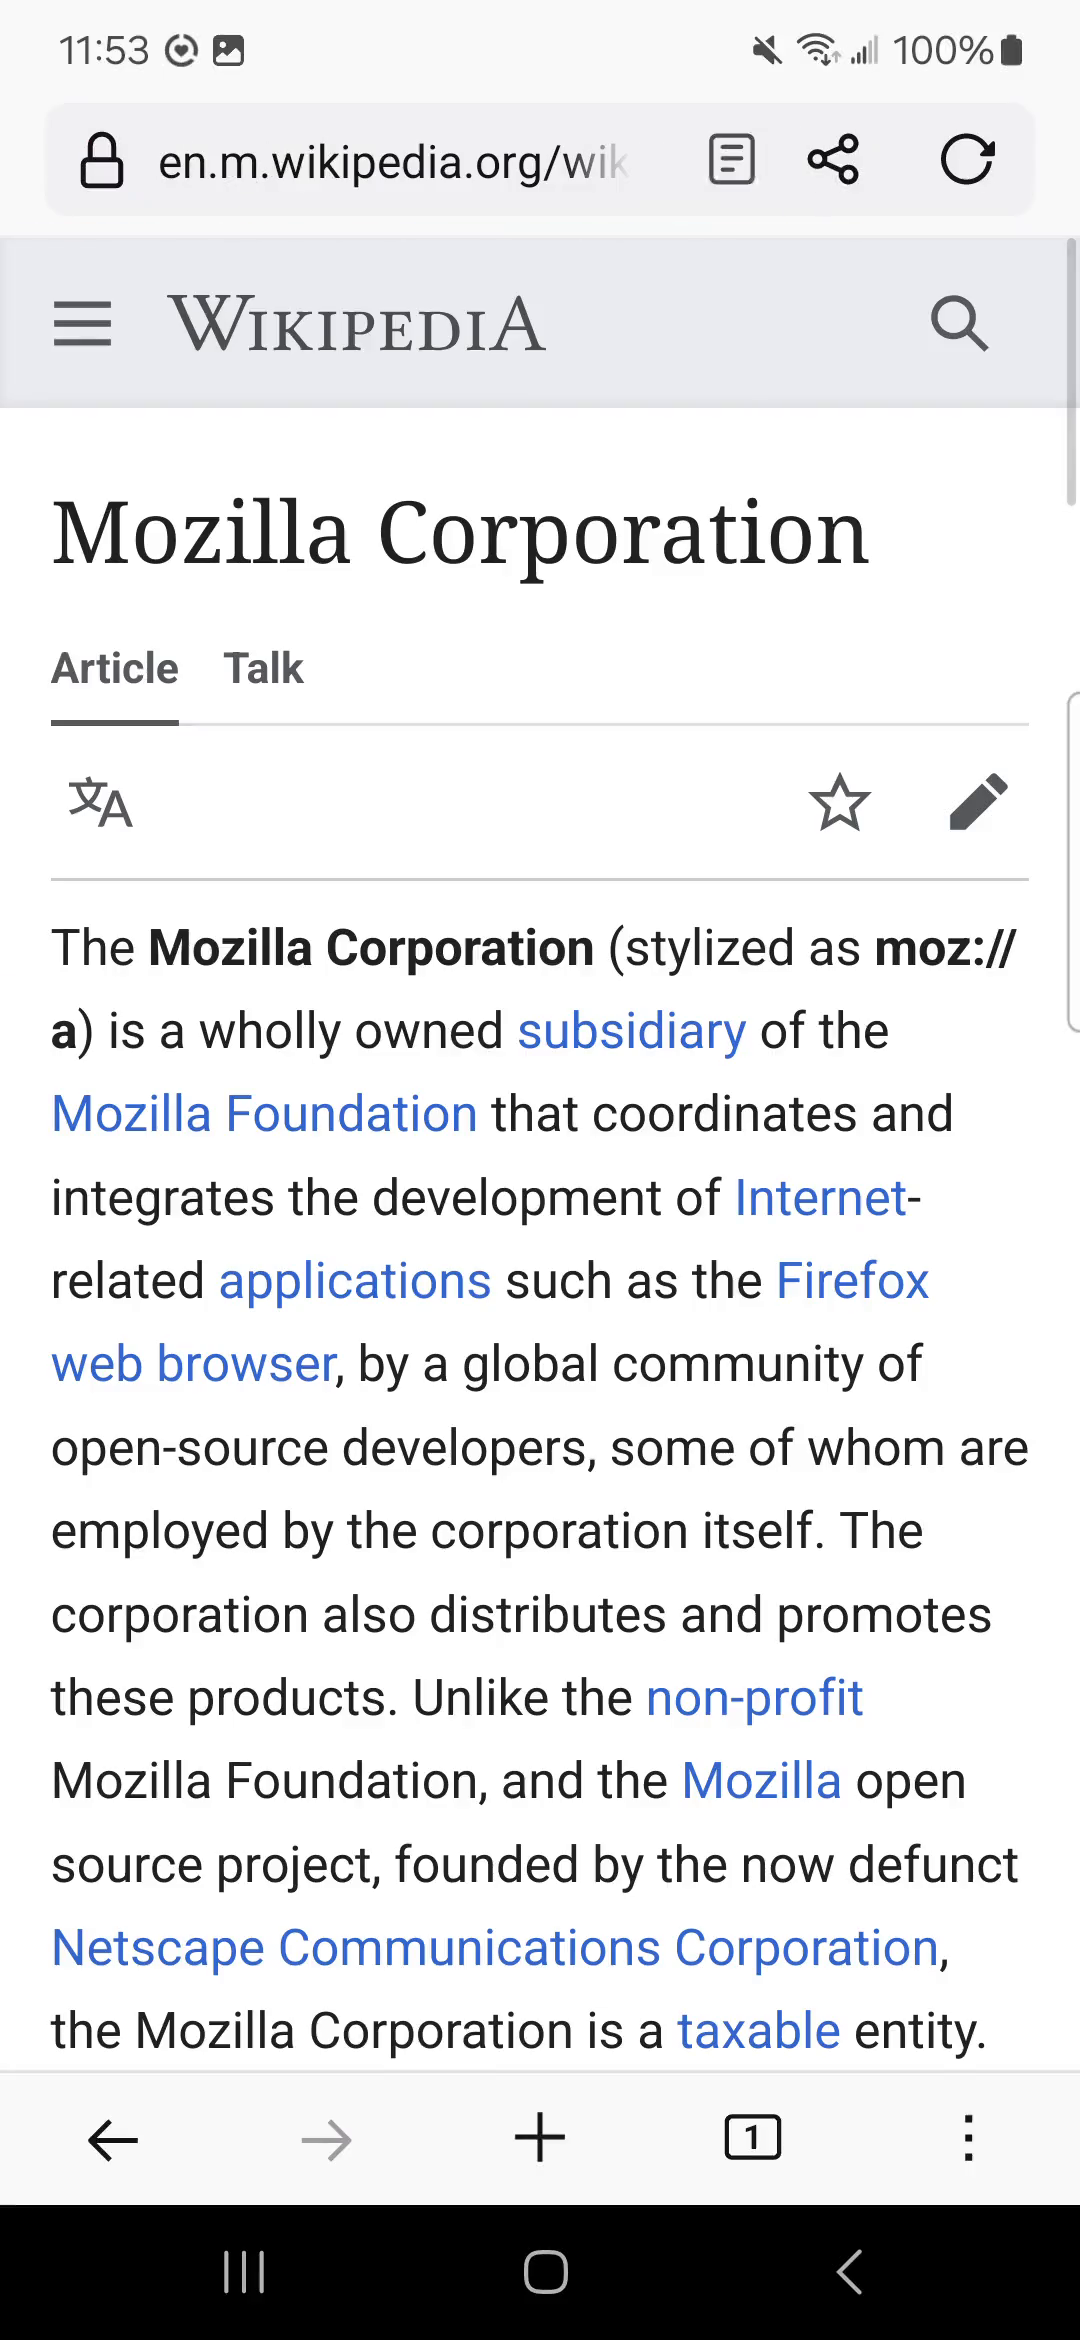 11:53
100%
en.m.wikipedia.org/wik
WIKIPEDIA
Mozilla Corporation
Article Talk
文A
The Mozilla Corporation (stylized as moz://
a) is a wholly owned subsidiary of the
Mozilla Foundation that coordinates and
integrates the development of Internet-
related applications such as the Firefox
web browser, by a global community of
open-source developers, some of whom are
employed by the corporation itself. The
corporation also distributes and promotes
these products. Unlike the non-profit
Mozilla Foundation, and the Mozilla open
source project, founded by the now defunct
Netscape Communications Corporation,
the Mozilla Corporation is a taxable entity.
1